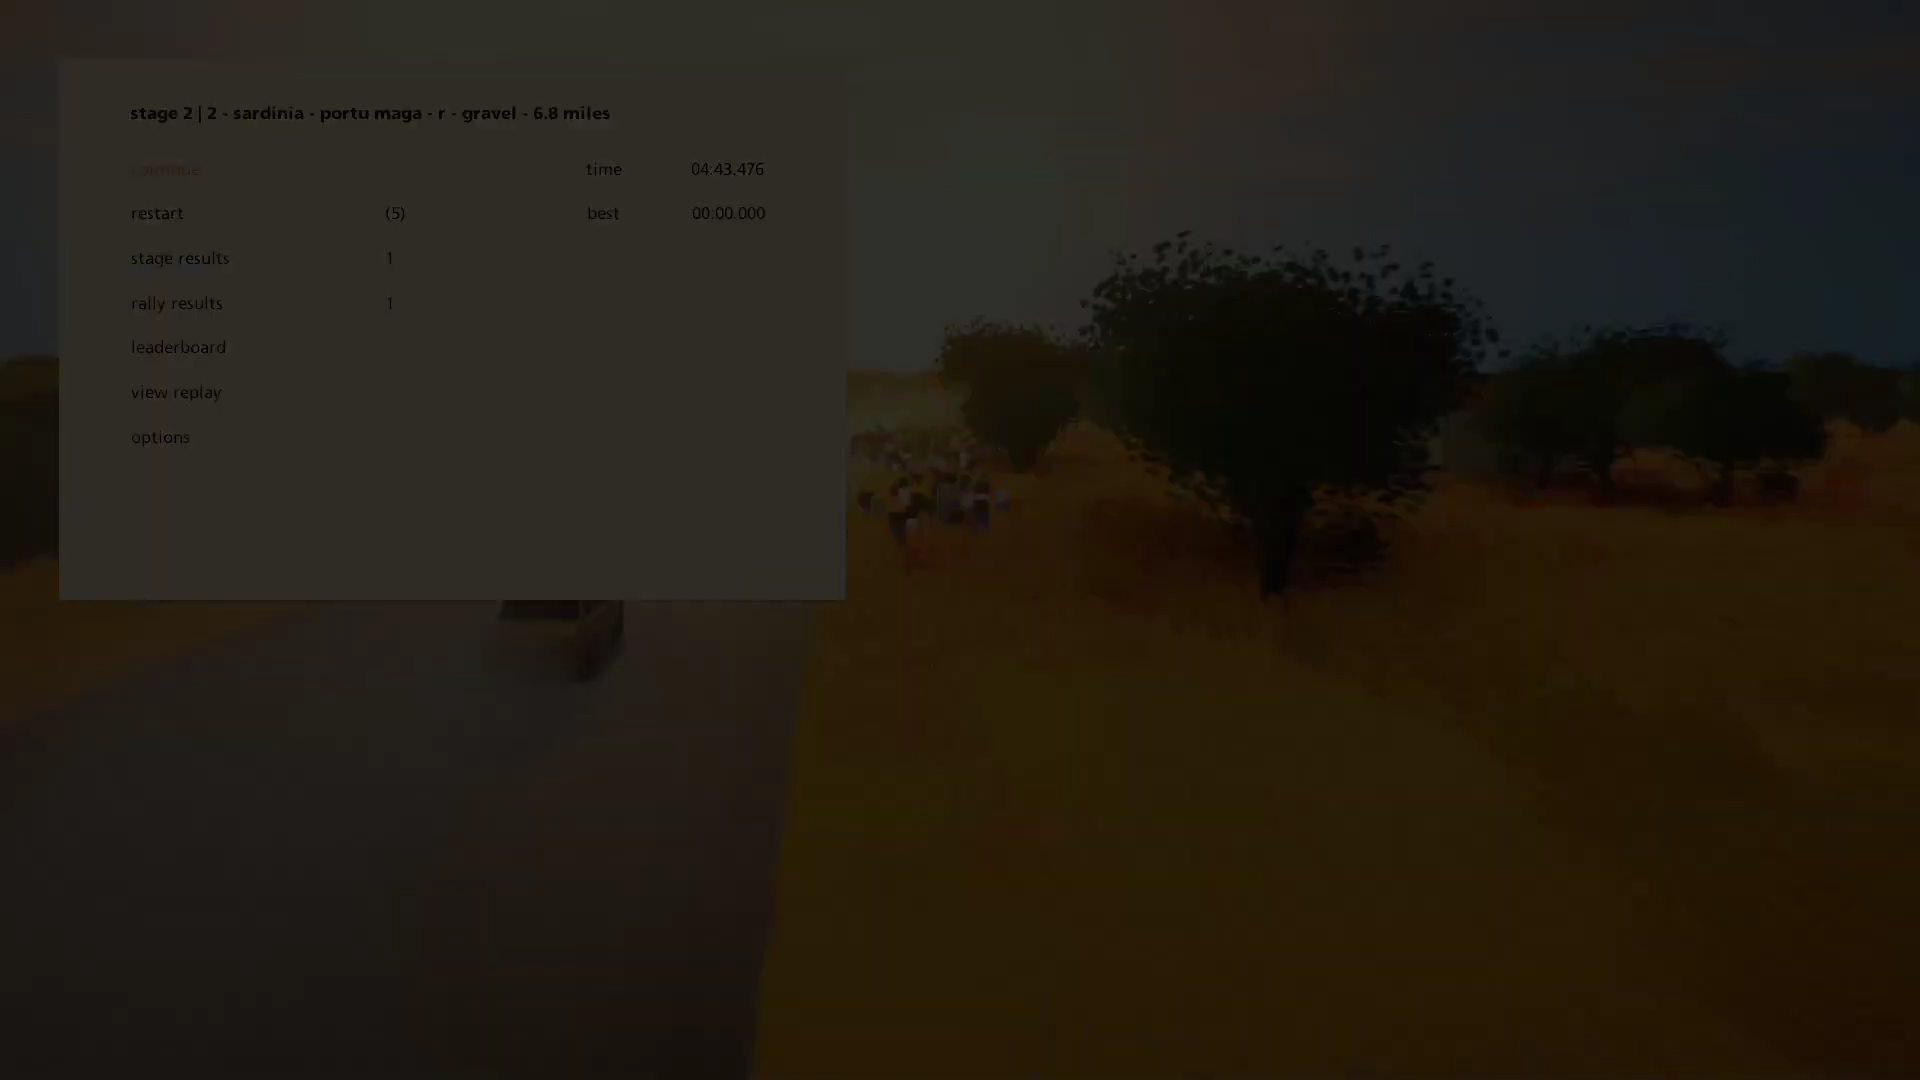 stage 2 | 2 - sardinia - portu maga - r - gravel - 6.8 miles
continue time 04:43.476
restart (5) best 00:00.000
stage results 1
rally results 1
leaderboard
view replay
options